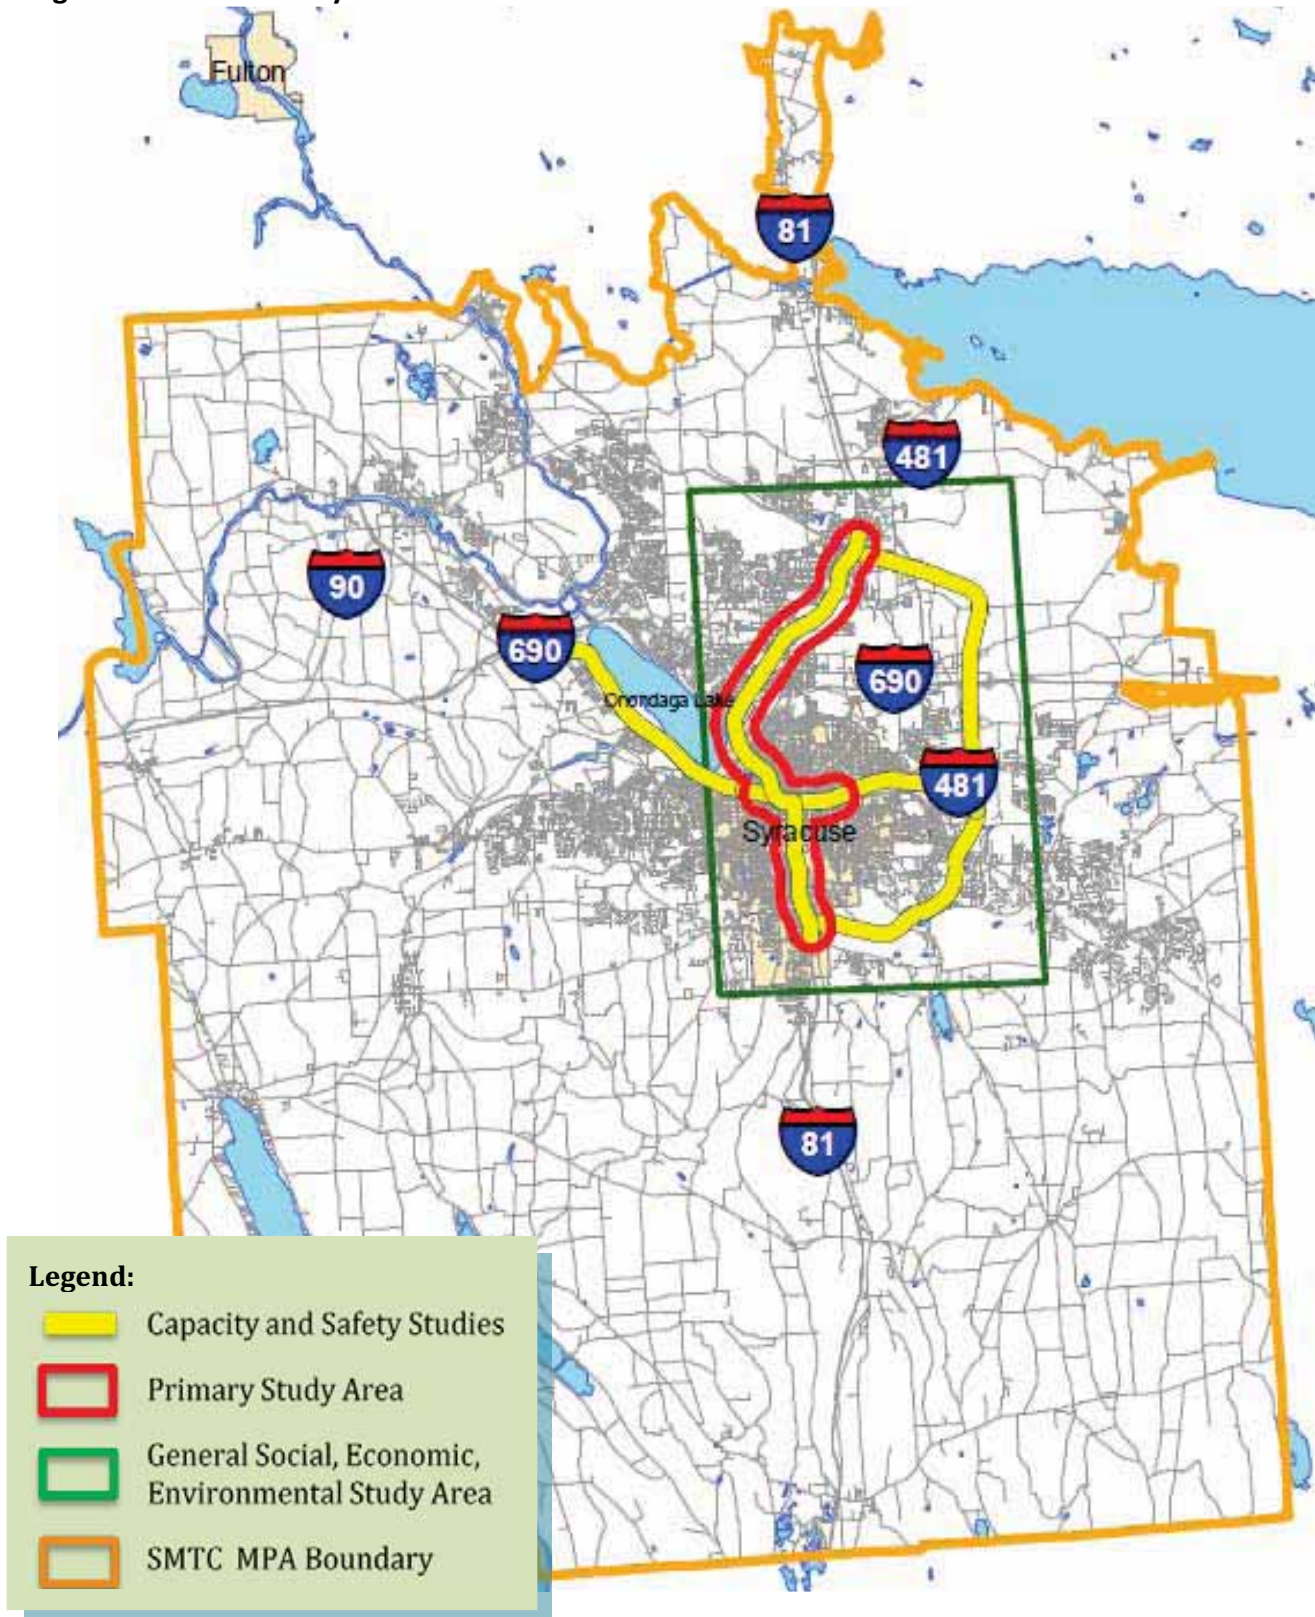 Fulton
81
481
90
690
690
Onondaga Lake
481
Syracuse
81
Legend:
Capacity and Safety Studies
Primary Study Area
General Social, Economic,
Environmental Study Area
SMTC MPA Boundary